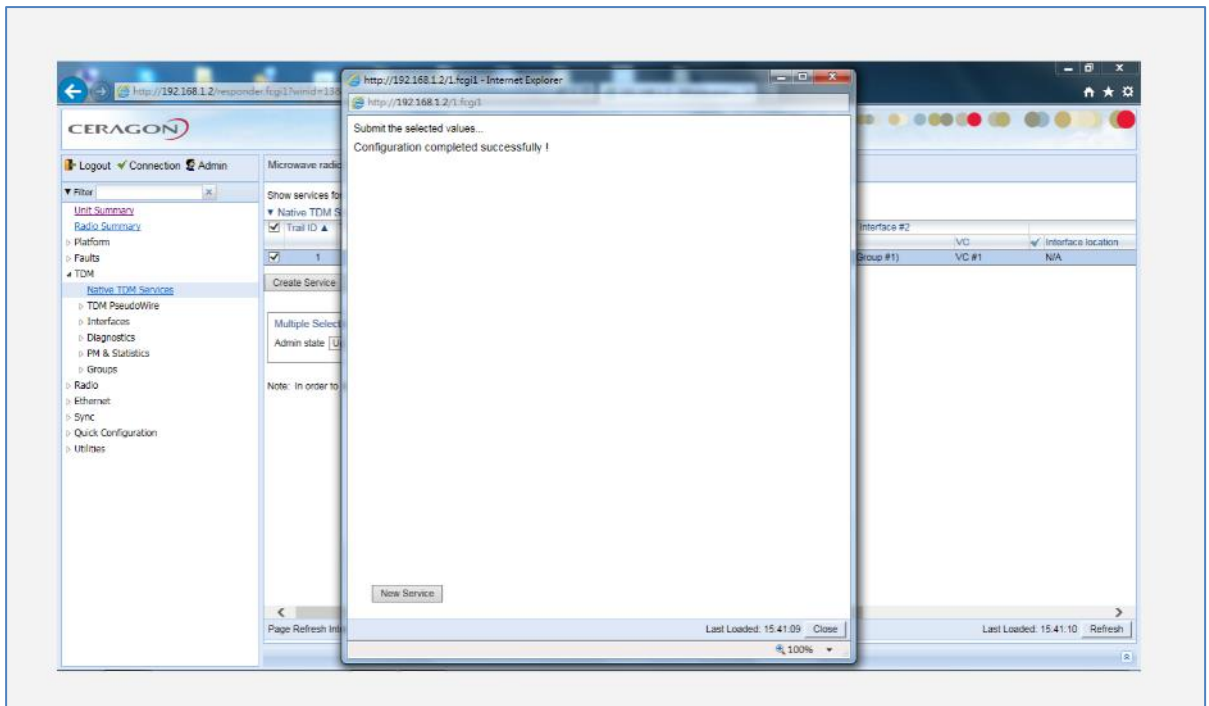 http://192.168.1.2/responder.fcgi1?winid=138
CERAGON
Logout Connection Admin
Filter
Unit Summary
Radio Summary
Platform
Faults
TDM
Native TDM Services
TDM PseudoWire
Interfaces
Diagnostics
PM & Statistics
Groups
Radio
Ethernet
Sync
Quick Configuration
Utilities
Microwave radio
Show services for
Native TDM S
Trail ID ▲
1
Create Service
Multiple Select
Admin state
Note: In order to
Page Refresh
http://192.168.1.2/1.fcgi1 - Internet Explorer
http://192.168.1.2/1.fcgi1
Submit the selected values...
Configuration completed successfully !
New Service
Last Loaded: 15:41:09 Close
100%
Interface #2
VC Interface location
Group #1) VC #1 N/A
Last Loaded: 15:41:10 Refresh